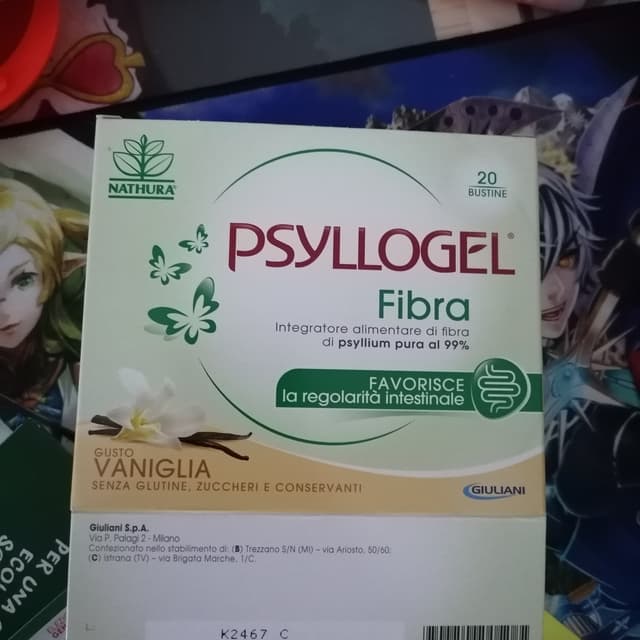 NATHURA
20
BUSTINE
PSYLLOGEL®
Fibra
Integratore alimentare di fibra
di psyllium pura al 99%
FAVORISCE
la regolarità intestinale
GUSTO
VANIGLIA
SENZA GLUTINE, ZUCCHERI E CONSERVANTI
GIULIANI
Giuliani S.p.A.
Via P. Palagi 2 - Milano
Confezionato nello stabilimento di: (B) Trezzano S/N (MI) – via Ariosto, 50/60.
(C) Istrana (TV) – via Brigata Marche, 1/C.
L:
K2467 C
PER UNA